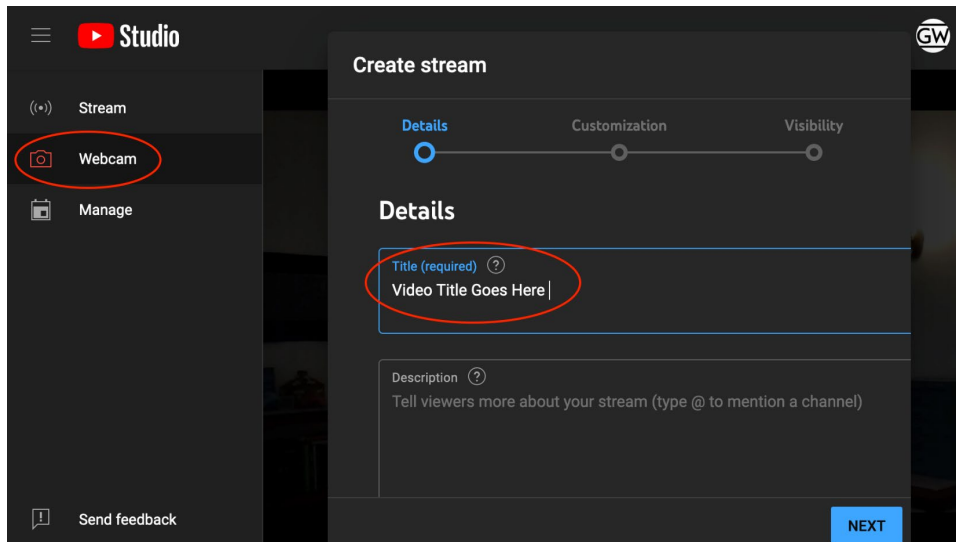 Studio
GW
Create stream
Stream
Webcam
Manage
Details
Customization
Visibility
Details
Title (required) ?
Video Title Goes Here
Description ?
Tell viewers more about your stream (type @ to mention a channel)
Send feedback
NEXT